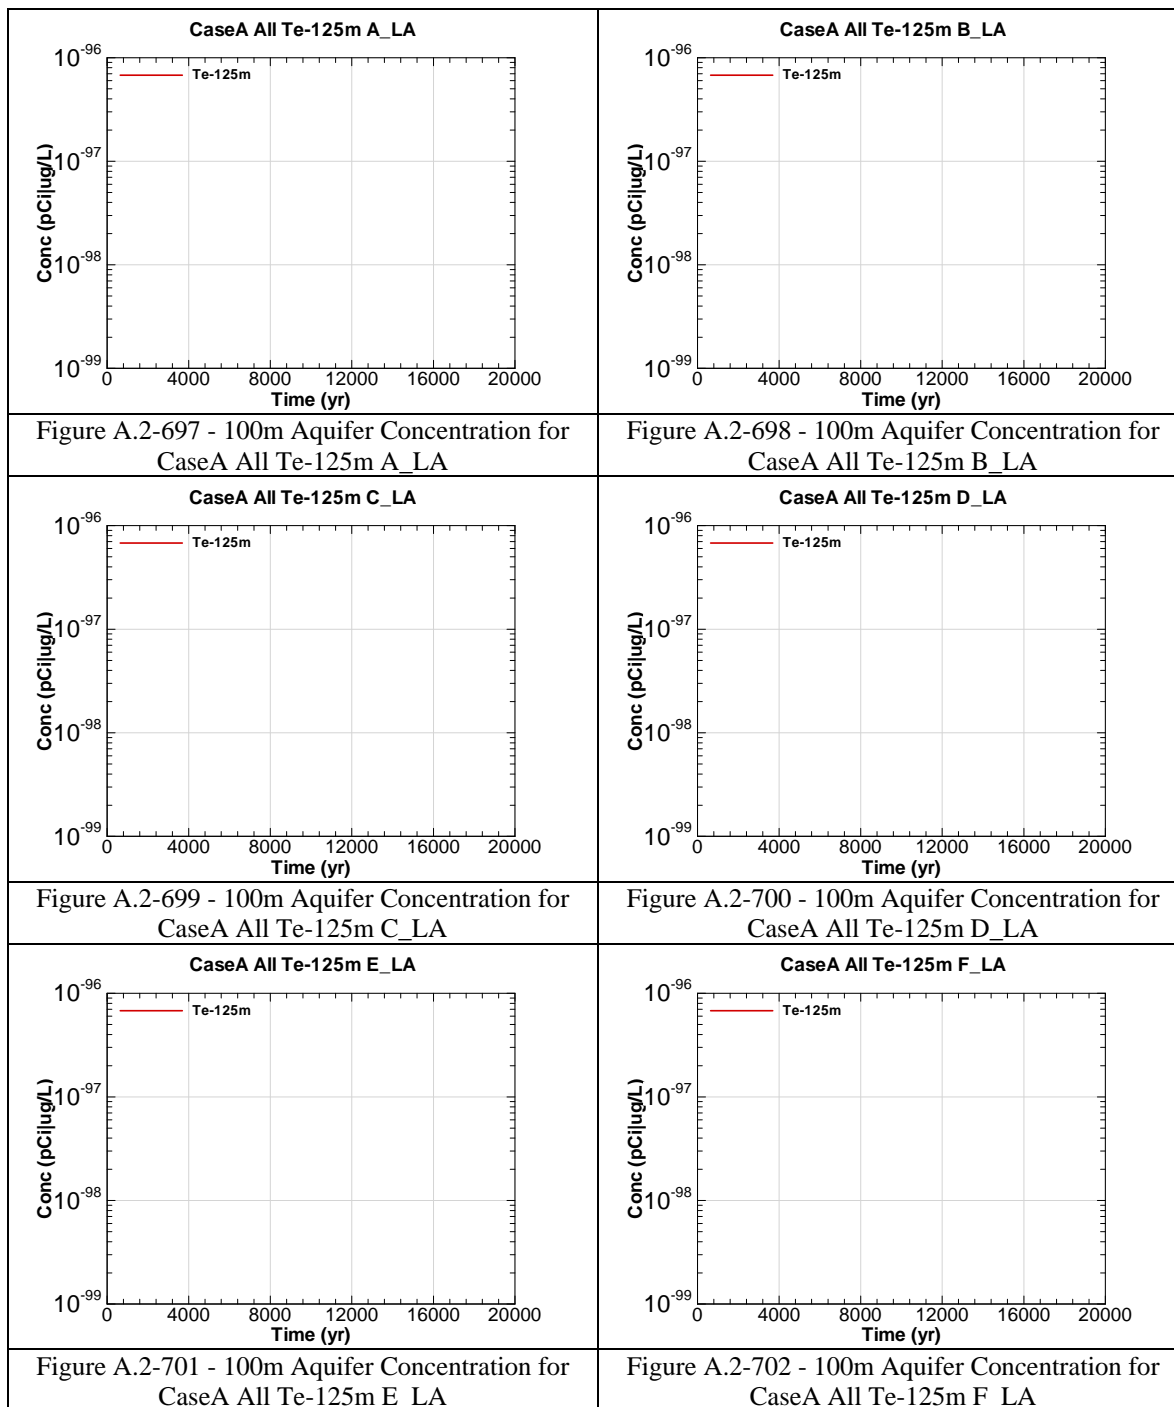 CaseA All Te-125m A_LA
10-96
Te-125m
10-97
Conc (pCi|ug/L)
10-98
10-99
0 4000 8000 12000 16000 20000
Time (yr)
Figure A.2-697 - 100m Aquifer Concentration for
CaseA All Te-125m A_LA
CaseA All Te-125m B_LA
10-96
Te-125m
10-97
Conc (pCi|ug/L)
10-98
10-99
0 4000 8000 12000 16000 20000
Time (yr)
Figure A.2-698 - 100m Aquifer Concentration for
CaseA All Te-125m B_LA
CaseA All Te-125m C_LA
10-96
Te-125m
10-97
Conc (pCi|ug/L)
10-98
10-99
0 4000 8000 12000 16000 20000
Time (yr)
Figure A.2-699 - 100m Aquifer Concentration for
CaseA All Te-125m C_LA
CaseA All Te-125m D_LA
10-96
Te-125m
10-97
Conc (pCi|ug/L)
10-98
10-99
0 4000 8000 12000 16000 20000
Time (yr)
Figure A.2-700 - 100m Aquifer Concentration for
CaseA All Te-125m D_LA
CaseA All Te-125m E_LA
10-96
Te-125m
10-97
Conc (pCi|ug/L)
10-98
10-99
0 4000 8000 12000 16000 20000
Time (yr)
Figure A.2-701 - 100m Aquifer Concentration for
CaseA All Te-125m E_LA
CaseA All Te-125m F_LA
10-96
Te-125m
10-97
Conc (pCi|ug/L)
10-98
10-99
0 4000 8000 12000 16000 20000
Time (yr)
Figure A.2-702 - 100m Aquifer Concentration for
CaseA All Te-125m F_LA